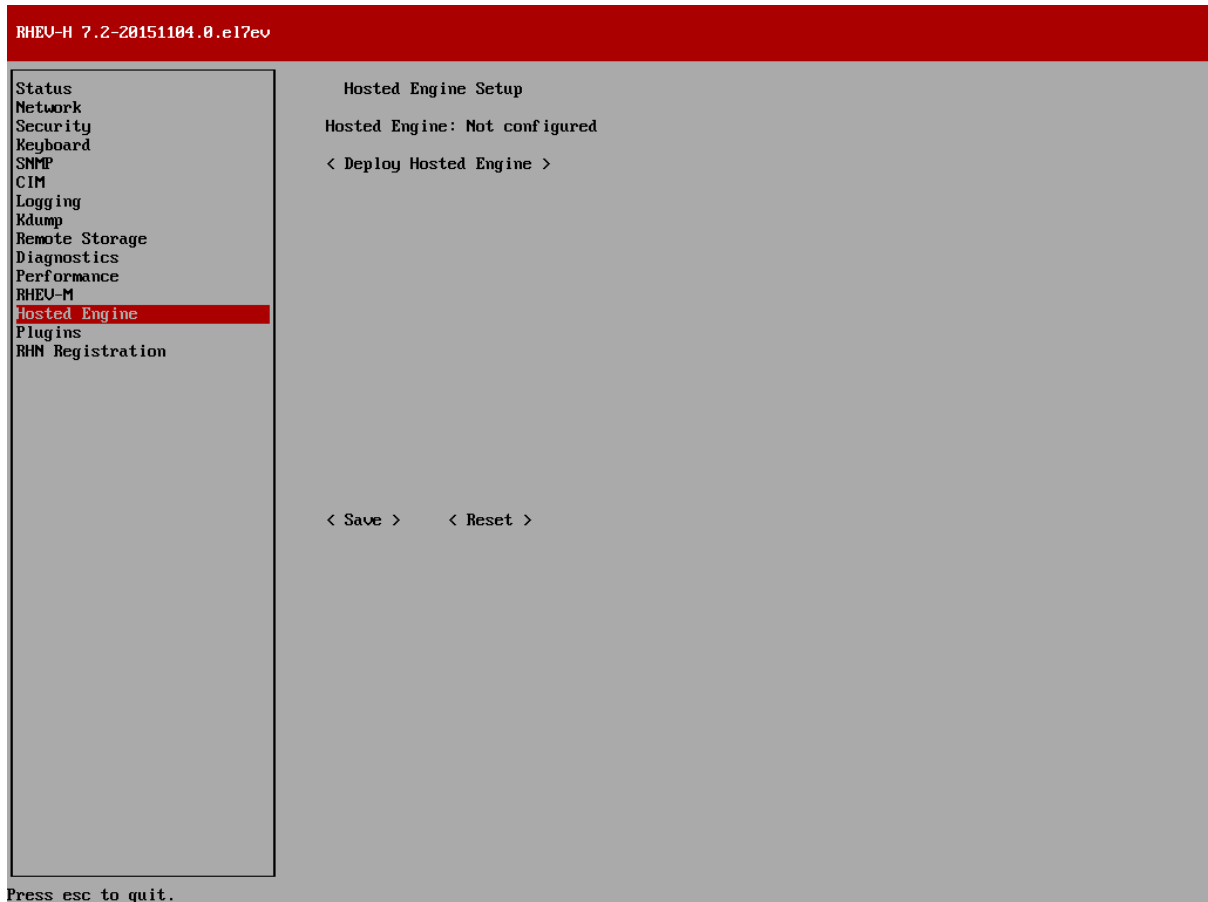 RHEV-H 7.2-20151104.0.el7ev
Status
Network
Security
Keyboard
SNMP
CIM
Logging
Kdump
Remote Storage
Diagnostics
Performance
RHEV-M
Hosted Engine
Plugins
RHN Registration
Hosted Engine Setup
Hosted Engine: Not configured
< Deploy Hosted Engine >
< Save > < Reset >
Press esc to quit.